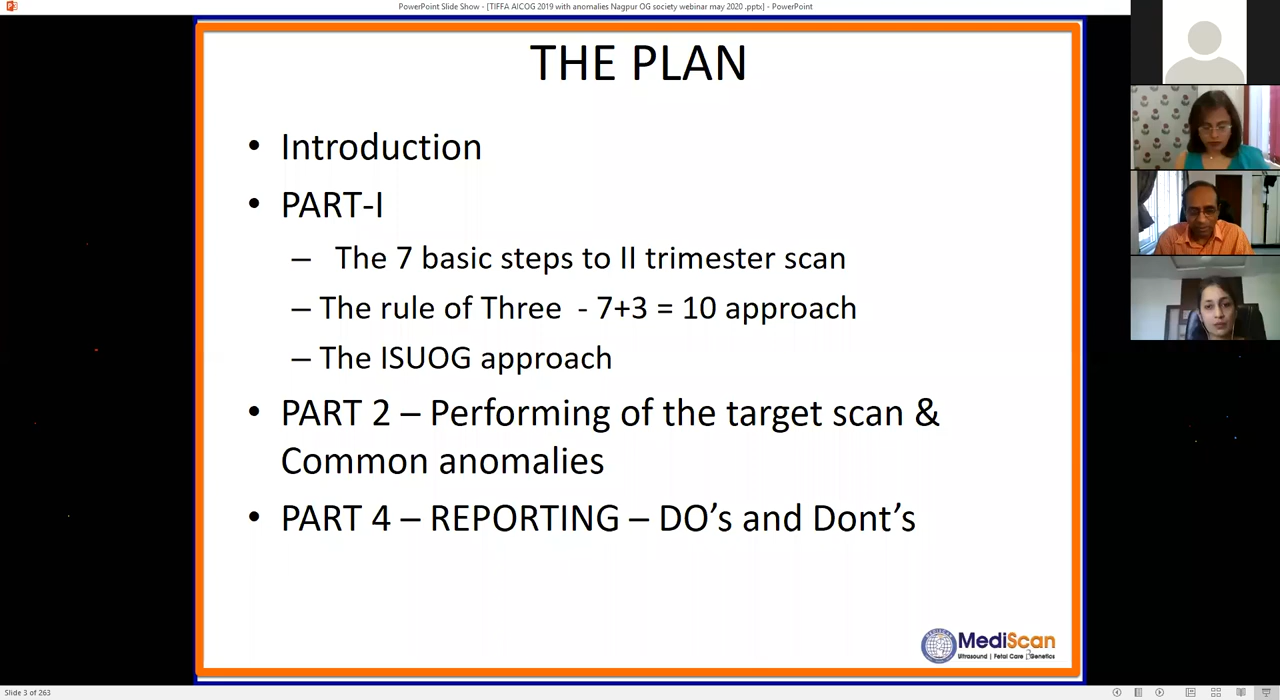 PowerPoint Slide Show - [TIFFA AICOG 2019 with anomalies Nagpur OG society webinar may 2020 .pptx] - PowerPoint
THE PLAN
• Introduction
• PART-I
– The 7 basic steps to II trimester scan
– The rule of Three - 7+3 = 10 approach
– The ISUOG approach
• PART 2 – Performing of the target scan &
Common anomalies
• PART 4 – REPORTING – DO’s and Dont’s
MediScan
Ultrasound | Fetal Care | Genetics
Slide 3 of 263